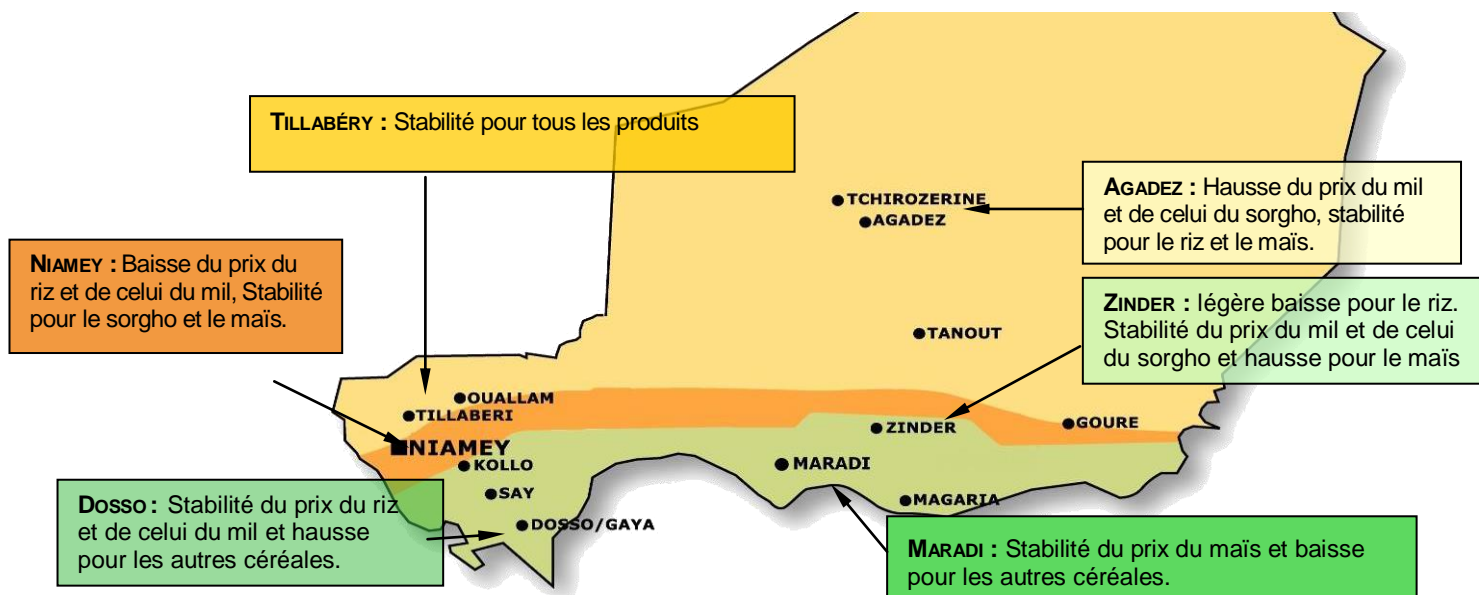 TILLABÉRY : Stabilité pour tous les produits
AGADEZ : Hausse du prix du mil
et de celui du sorgho, stabilité
pour le riz et le maïs.
TCHIROZERINE
AGADEZ
NIAMEY : Baisse du prix du
riz et de celui du mil, Stabilité
pour le sorgho et le maïs.
ZINDER : légère baisse pour le riz.
Stabilité du prix du mil et de celui
du sorgho et hausse pour le maïs
TANOUT
OUALLAM
TILLABERI
NIAMEY
KOLLO
SAY
DOSSO/GAYA
ZINDER
GOURE
MARADI
MAGARIA
DOSSO : Stabilité du prix du riz
et de celui du mil et hausse
pour les autres céréales.
MARADI : Stabilité du prix du maïs et baisse
pour les autres céréales.